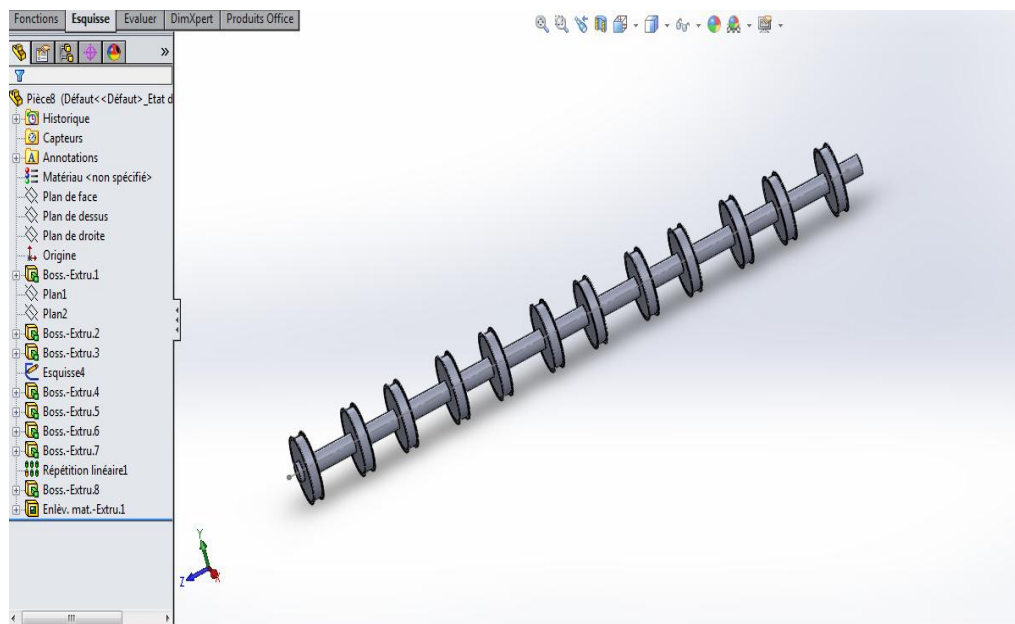 Fonctions Esquisse Evaluer DimXpert Produits Office
»
Pièce8 (Défaut<<Défaut>_Etat d
Historique
Capteurs
A Annotations
Matériau <non spécifié>
Plan de face
Plan de dessus
Plan de droite
Origine
Boss.-Extru.1
Plan1
Plan2
Boss.-Extru.2
Boss.-Extru.3
Esquisse4
Boss.-Extru.4
Boss.-Extru.5
Boss.-Extru.6
Boss.-Extru.7
Répétition linéaire1
Boss.-Extru.8
Enlèv. mat.-Extru.1
Y
Z X